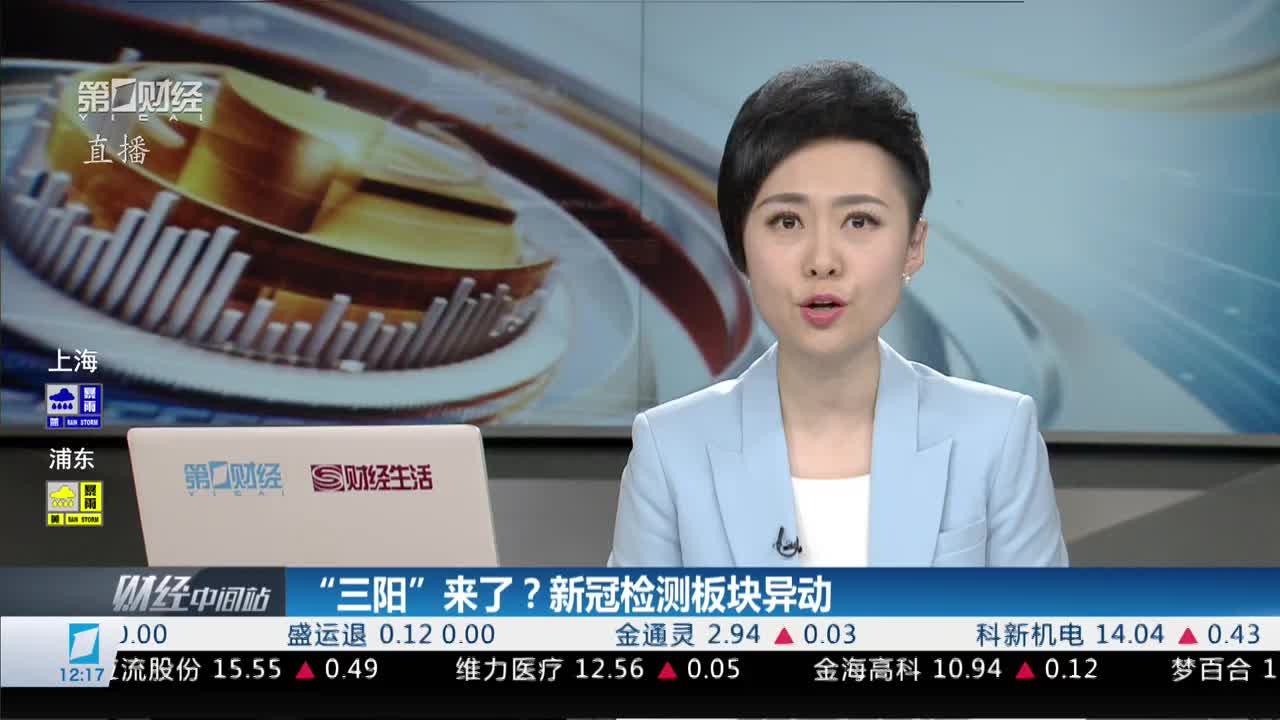 第一财经
YICAI
直播
上海
暴雨
蓝 RAIN STORM
浦东
暴雨
黄 RAIN STORM
第一财经 财经生活
YICAI
财经中间站 “三阳”来了？新冠检测板块异动
0.00 盛运退 0.12 0.00 金通灵 2.94 ▲ 0.03 科新机电 14.04 ▲ 0.43
12:17 流股份 15.55 ▲ 0.49 维力医疗 12.56 ▲ 0.05 金海高科 10.94 ▲ 0.12 梦百合 1